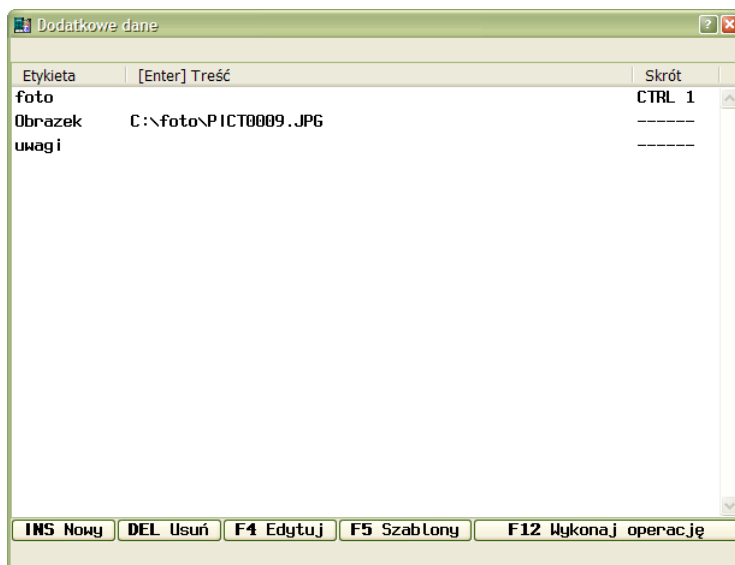 Dodatkowe dane
Etykieta [Enter] Treść Skrót
foto CTRL 1
Obrazek C:\foto\PICT0009.JPG ------
uwagi ------
INS Nowy DEL Usuń F4 Edytuj F5 Szablony F12 Wykonaj operację